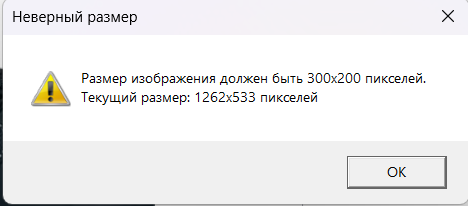 Неверный размер
Размер изображения должен быть 300x200 пикселей.
Текущий размер: 1262x533 пикселей
OK